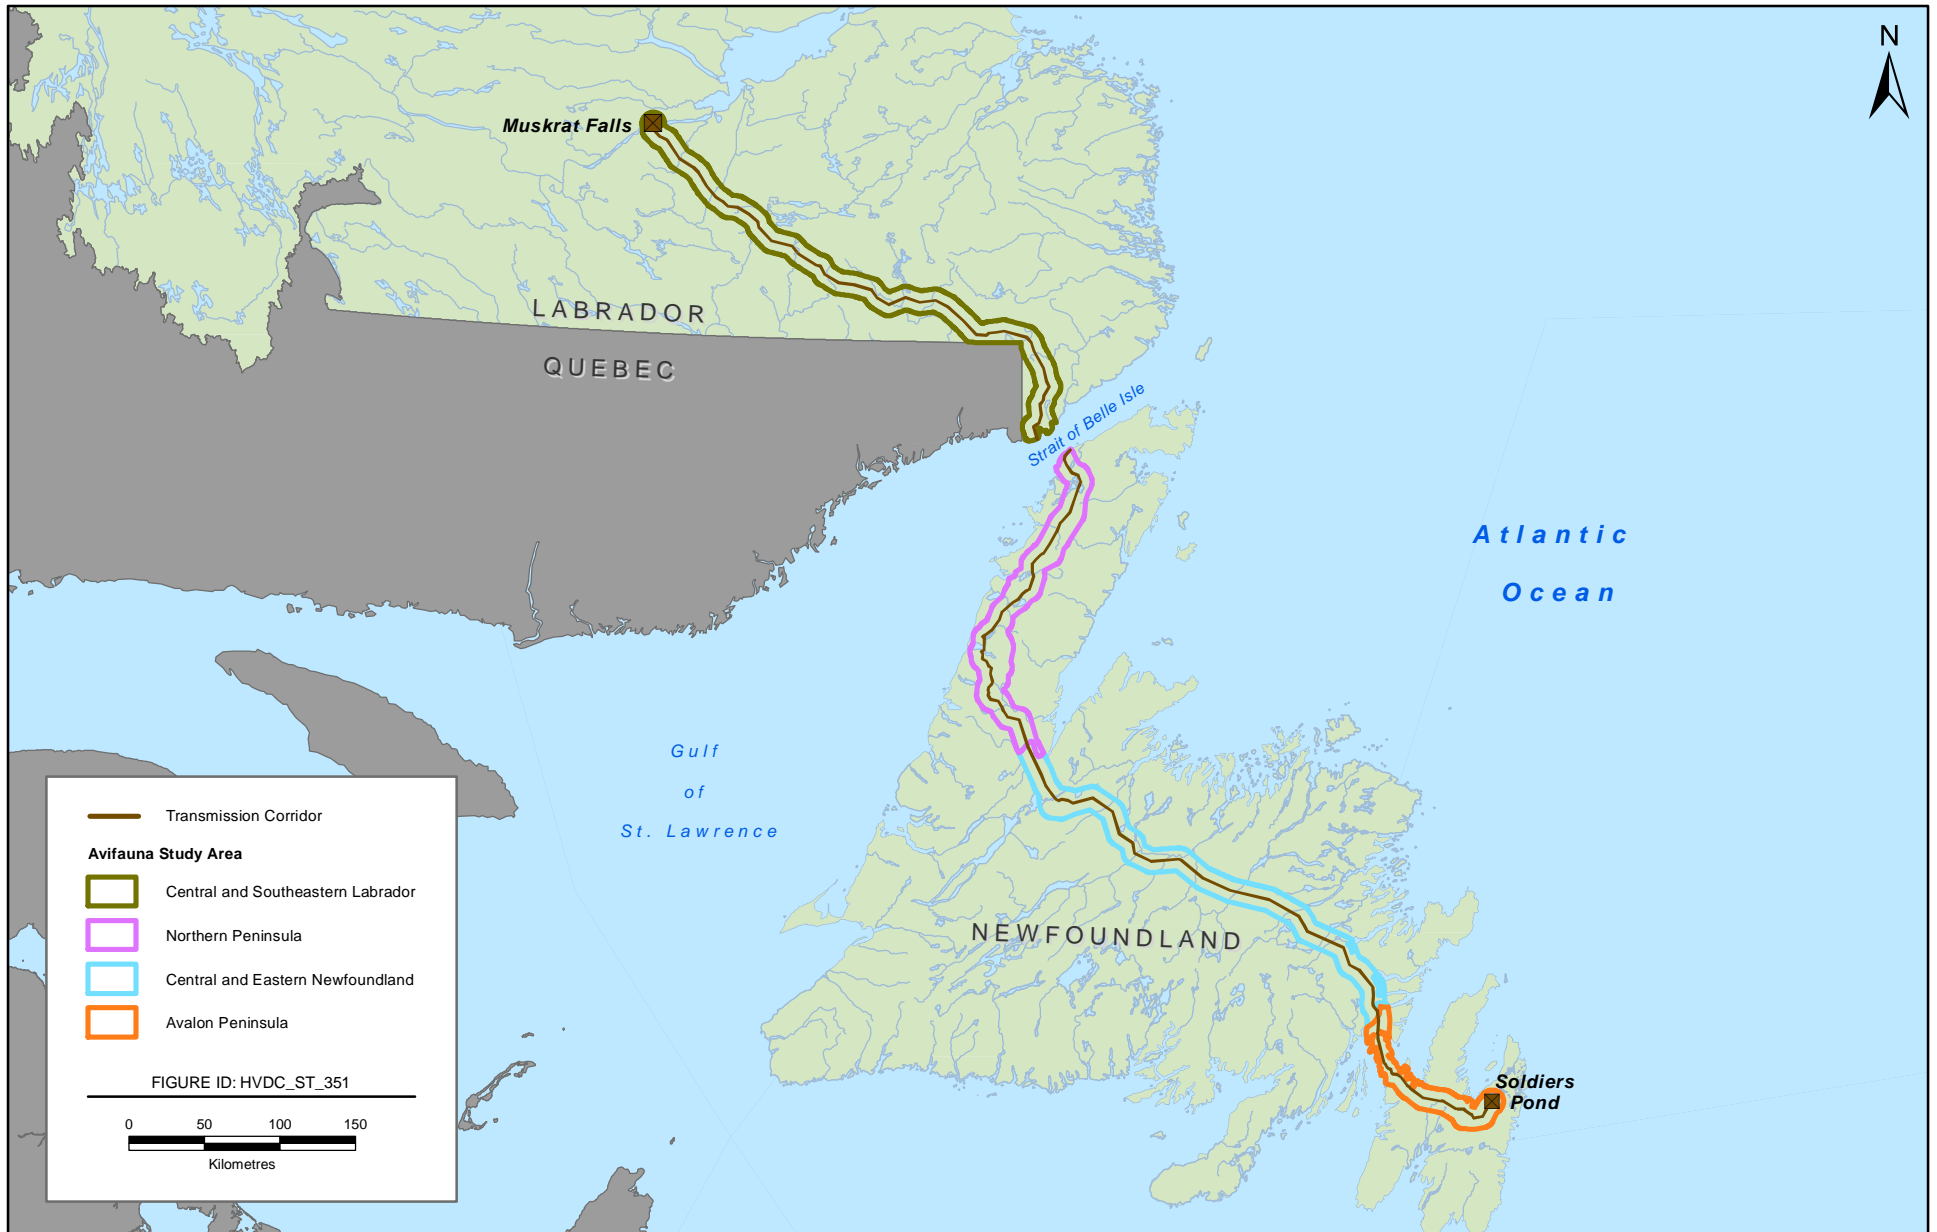 N
Muskrat Falls
LABRADOR
QUEBEC
Strait of Belle Isle
Atlantic
Ocean
Gulf
of
St. Lawrence
NEWFOUNDLAND
Soldiers
Pond
Transmission Corridor
Avifauna Study Area
Central and Southeastern Labrador
Northern Peninsula
Central and Eastern Newfoundland
Avalon Peninsula
FIGURE ID: HVDC_ST_351
0 50 100 150
Kilometres